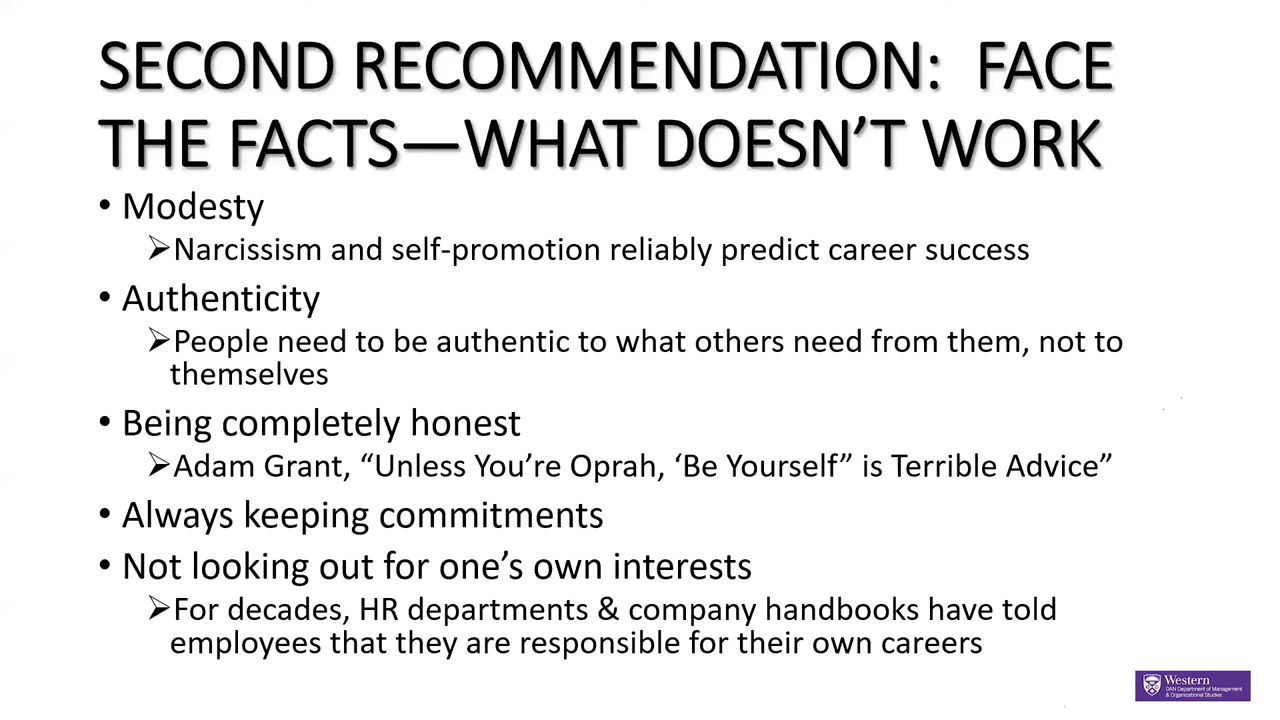 SECOND RECOMMENDATION:  FACE
THE FACTS—WHAT DOESN’T WORK
• Modesty
➢Narcissism and self-promotion reliably predict career success
• Authenticity
➢People need to be authentic to what others need from them, not to
themselves
• Being completely honest
➢Adam Grant, “Unless You’re Oprah, ‘Be Yourself” is Terrible Advice”
• Always keeping commitments
• Not looking out for one’s own interests
➢For decades, HR departments & company handbooks have told
employees that they are responsible for their own careers
Western
DAN Department of Management
& Organizational Studies